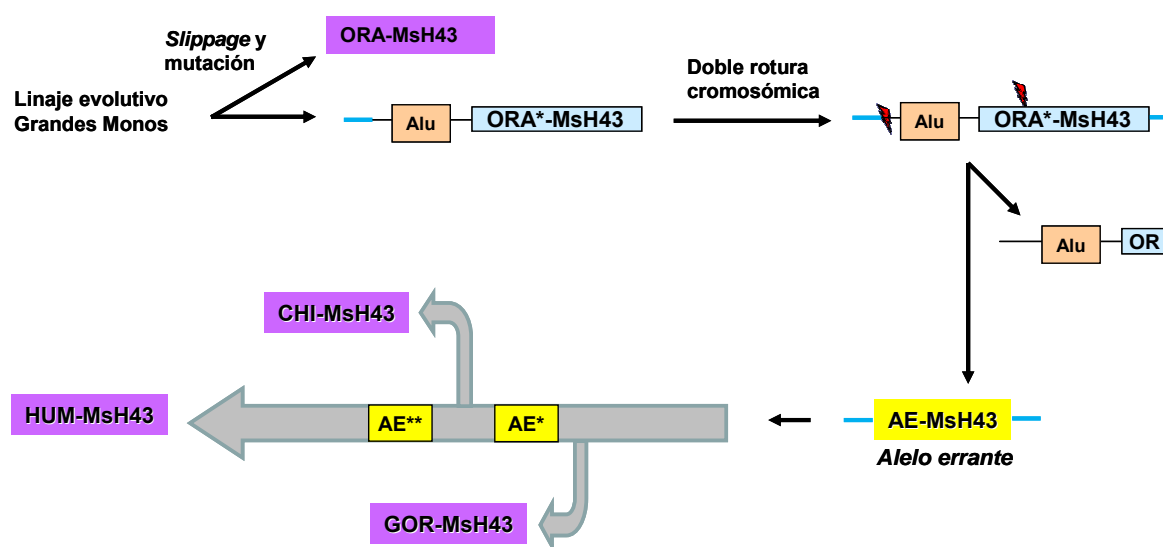 ORA-MsH43
Slippage y
mutación
Linaje evolutivo
Grandes Monos
Alu
ORA*-MsH43
Doble rotura
cromosómica
Alu
ORA*-MsH43
Alu
OR
CHI-MsH43
HUM-MsH43
AE**
AE*
AE-MsH43
Alelo errante
GOR-MsH43